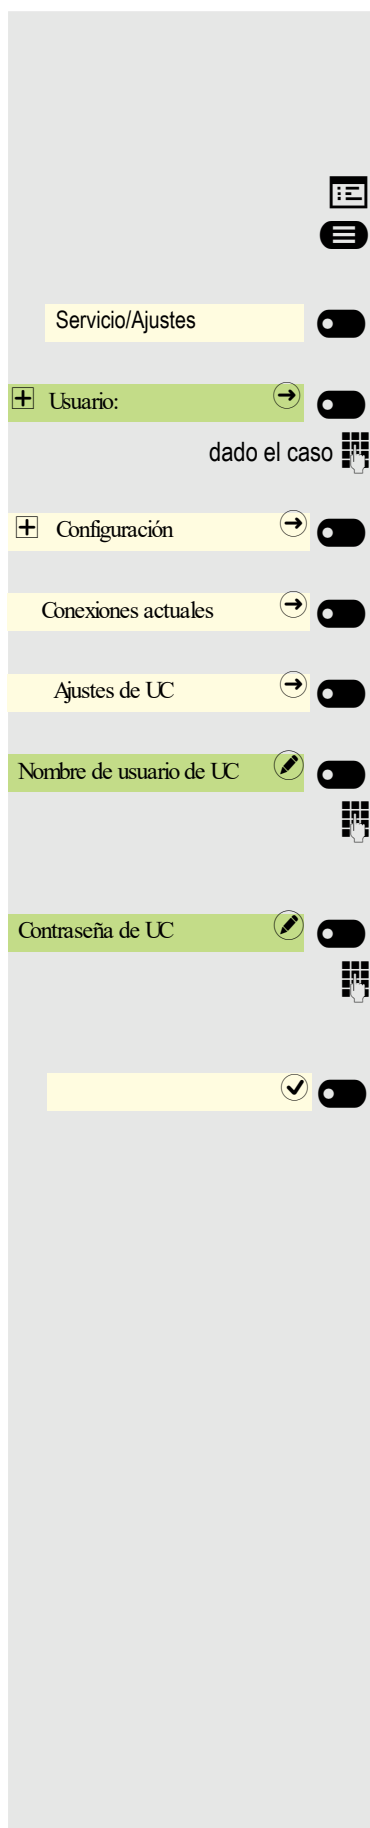 Servicio/Ajustes
Usuario:
dado el caso
Configuración
Conexiones actuales
Ajustes de UC
Nombre de usuario de UC
Contraseña de UC